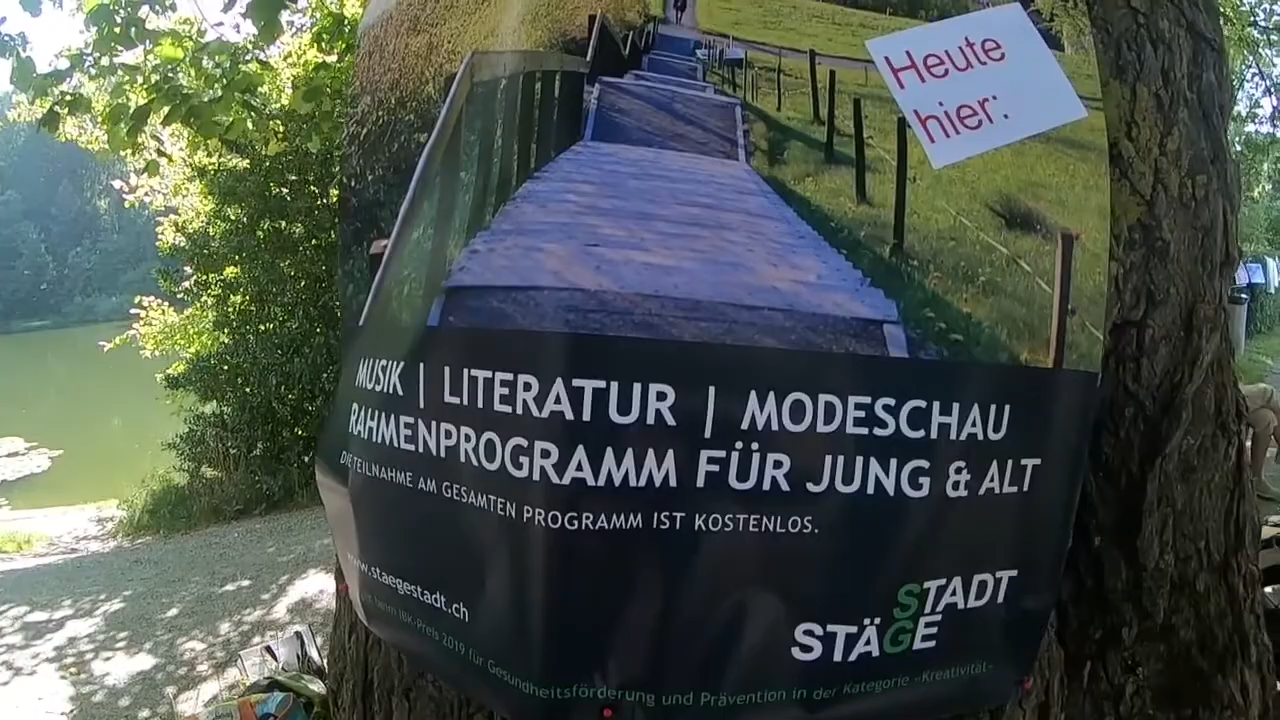 Heute
hier:
MUSIK | LITERATUR | MODESCHAU
RAHMENPROGRAMM FÜR JUNG & ALT
DIE TEILNAHME AM GESAMTEN PROGRAMM IST KOSTENLOS.
www.staegestadt.ch
STADT
STÄGE
beim IBK-Preis 2019 für Gesundheitsförderung und Prävention in der Kategorie «Kreativität»